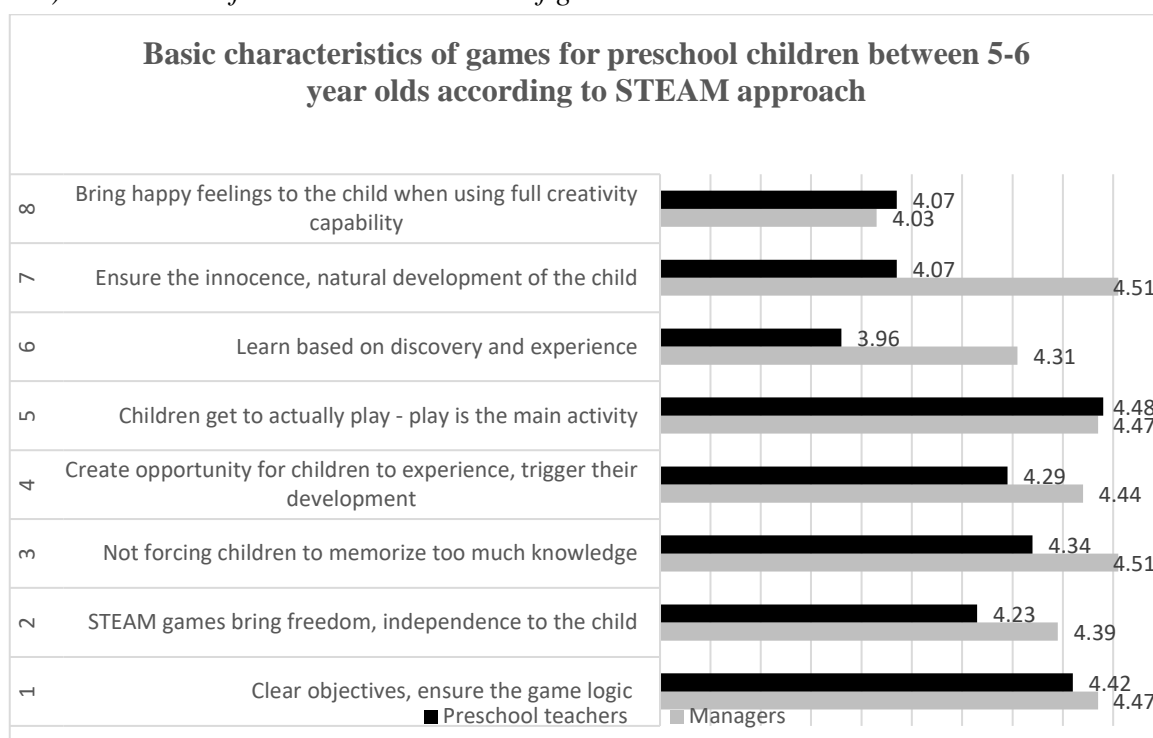 Basic characteristics of games for preschool children between 5-6
year olds according to STEAM approach
8
Bring happy feelings to the child when using full creativity
capability
4.07
4.03
7
Ensure the innocence, natural development of the child
4.07
4.51
6
Learn based on discovery and experience
3.96
4.31
5
Children get to actually play - play is the main activity
4.48
4.47
4
Create opportunity for children to experience, trigger their
development
4.29
4.44
3
Not forcing children to memorize too much knowledge
4.34
4.51
2
STEAM games bring freedom, independence to the child
4.23
4.39
1
Clear objectives, ensure the game logic
4.42
4.47
Preschool teachers
Managers